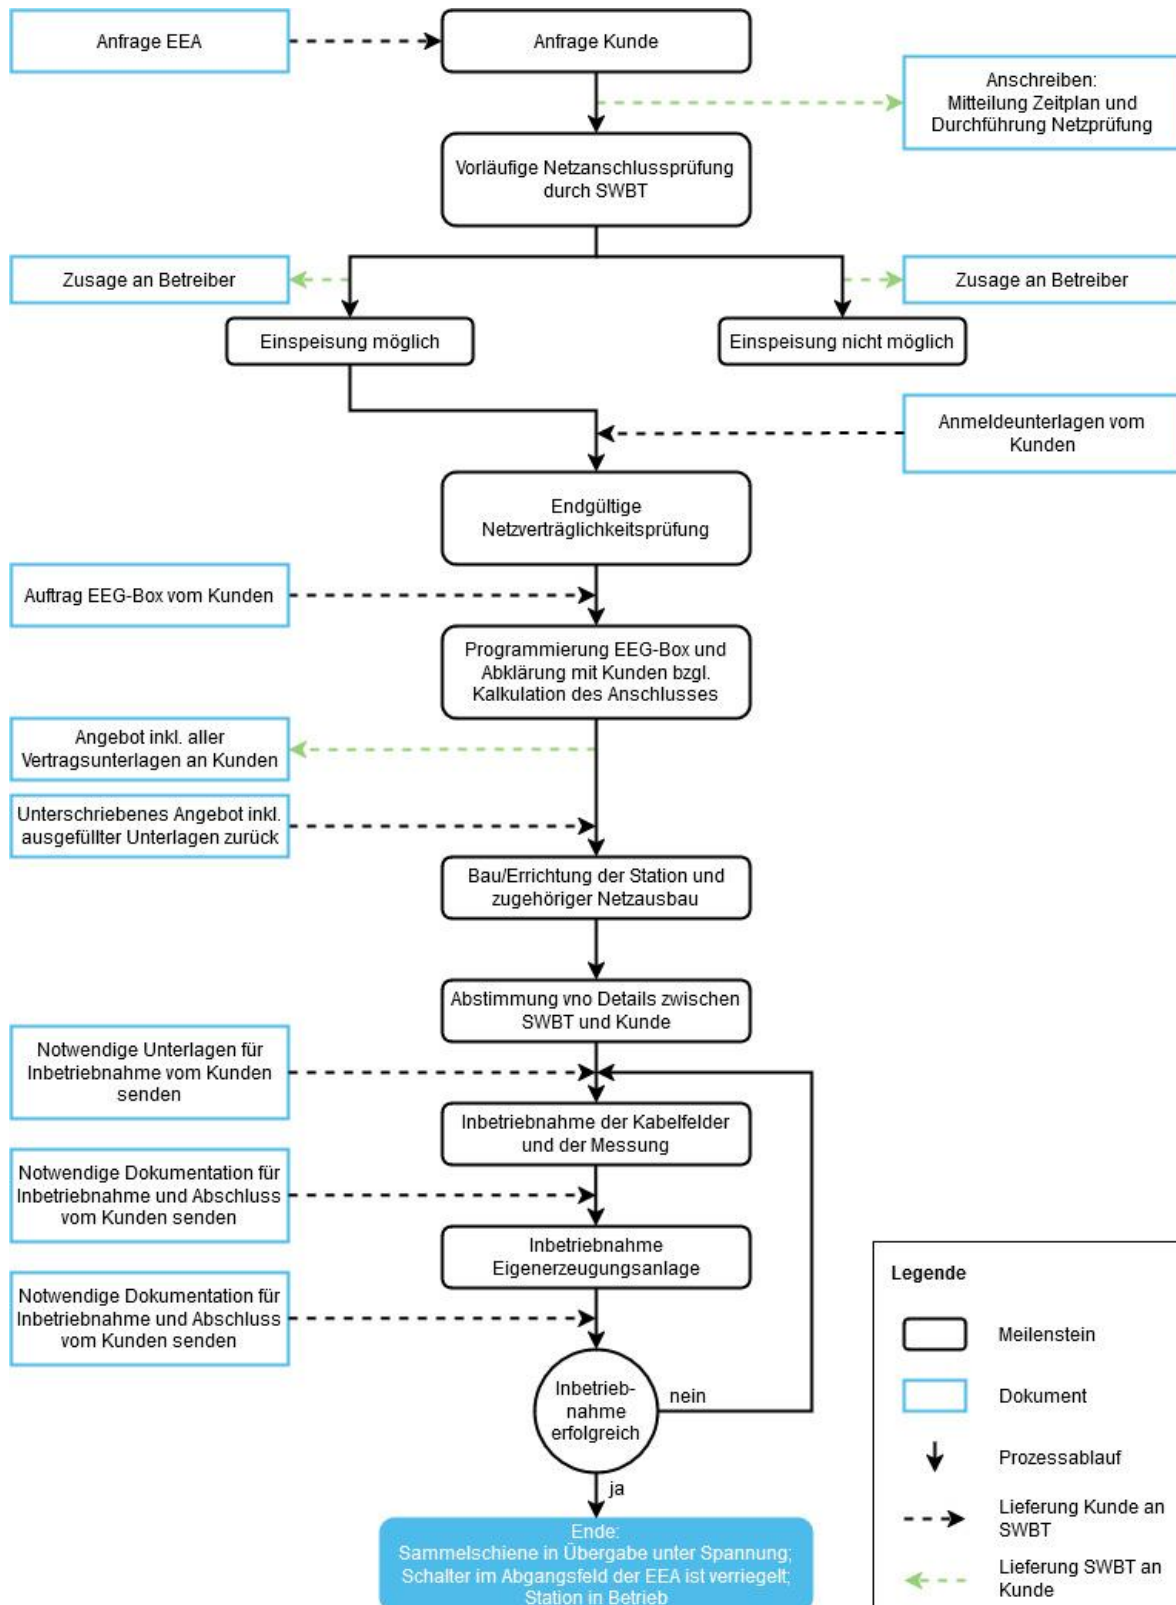 Anfrage EEA
Anfrage Kunde
Anschreiben:
Mitteilung Zeitplan und
Durchführung Netzprüfung
Vorläufige Netzanschlussprüfung
durch SWBT
Zusage an Betreiber
Zusage an Betreiber
Einspeisung möglich
Einspeisung nicht möglich
Anmeldeunterlagen vom
Kunden
Endgültige
Netzverträglichkeitsprüfung
Auftrag EEG-Box vom Kunden
Programmierung EEG-Box und
Abklärung mit Kunden bzgl.
Kalkulation des Anschlusses
Angebot inkl. aller
Vertragsunterlagen an Kunden
Unterschriebenes Angebot inkl.
ausgefüllter Unterlagen zurück
Bau/Errichtung der Station und
zugehöriger Netzausbau
Abstimmung vno Details zwischen
SWBT und Kunde
Notwendige Unterlagen für
Inbetriebnahme vom Kunden
senden
Inbetriebnahme der Kabelfelder
und der Messung
Notwendige Dokumentation für
Inbetriebnahme und Abschluss
vom Kunden senden
Inbetriebnahme
Eigenerzeugungsanlage
Notwendige Dokumentation für
Inbetriebnahme und Abschluss
vom Kunden senden
Inbetrieb-
nahme
erfolgreich
nein
ja
Ende:
Sammelschiene in Übergabe unter Spannung;
Schalter im Abgangsfeld der EEA ist verriegelt;
Station in Betrieb
Legende
Meilenstein
Dokument
Prozessablauf
Lieferung Kunde an
SWBT
Lieferung SWBT an
Kunde